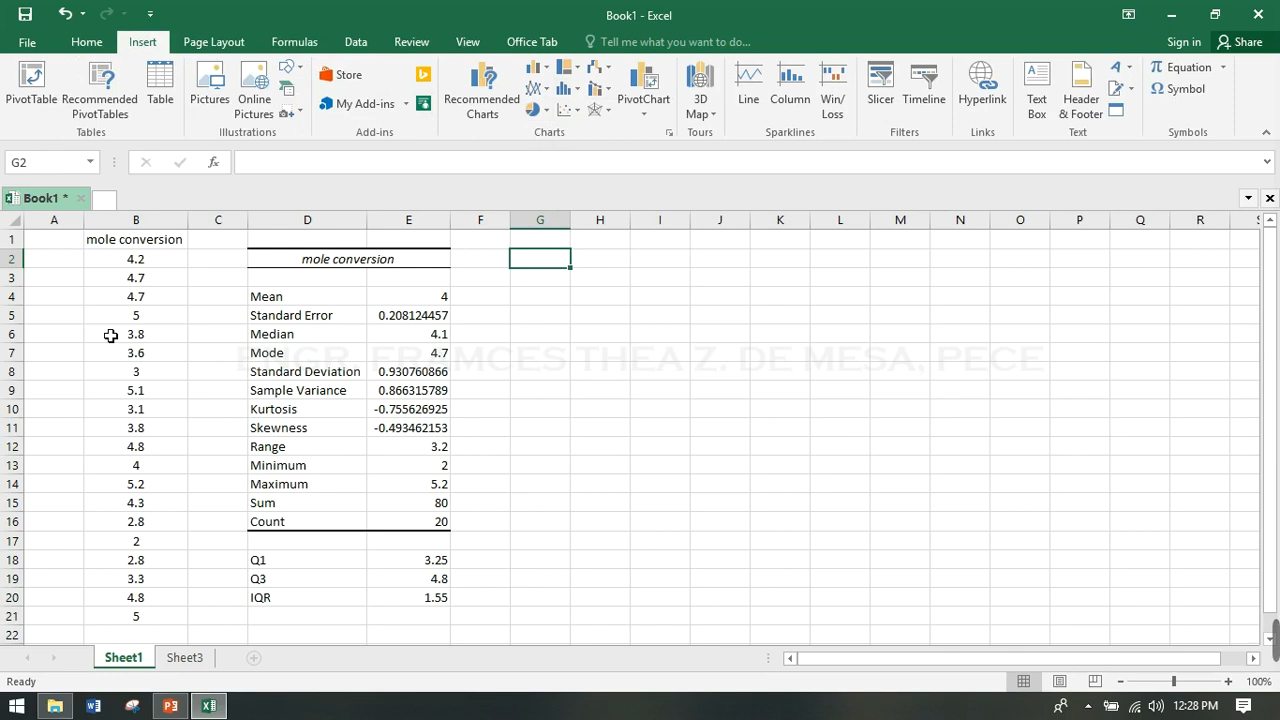 Book1 - Excel
File Home Insert Page Layout Formulas Data Review View Office Tab Tell me what you want to do... Sign in Share
PivotTable Recommended PivotTables Table Pictures Online Pictures Store My Add-ins Recommended Charts PivotChart 3D Map Line Column Win/Loss Slicer Timeline Hyperlink Text Box Header & Footer Equation Symbol
Tables Illustrations Add-ins Charts Tours Sparklines Filters Links Text Symbols
G2 fx
Book1 *
A B C D E F G H I J K L M N O P Q R S
1 mole conversion
2 4.2 mole conversion
3 4.7
4 4.7 Mean 4
5 5 Standard Error 0.208124457
6 3.8 Median 4.1
7 3.6 Mode 4.7
ENGR. FRAMCES THEA Z. DE MESA, PECE
8 3 Standard Deviation 0.930760866
9 5.1 Sample Variance 0.866315789
10 3.1 Kurtosis -0.755626925
11 3.8 Skewness -0.493462153
12 4.8 Range 3.2
13 4 Minimum 2
14 5.2 Maximum 5.2
15 4.3 Sum 80
16 2.8 Count 20
17 2
18 2.8 Q1 3.25
19 3.3 Q3 4.8
20 4.8 IQR 1.55
21 5
22
Sheet1 Sheet3
Ready 100%
12:28 PM